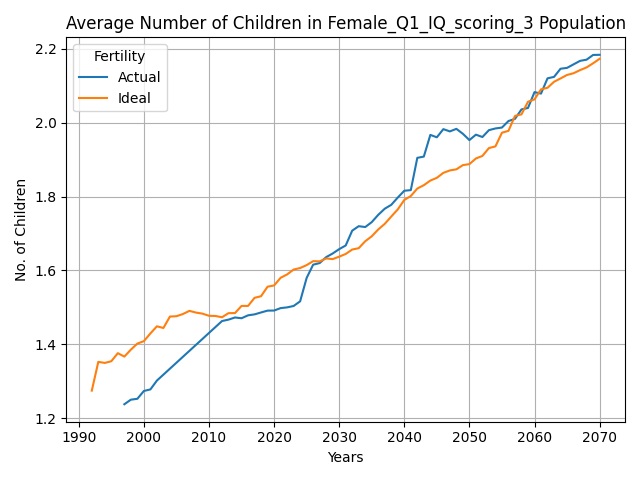 Average Number of Children in Female_Q1_IQ_scoring_3 Population
Fertility
Actual
Ideal
No. of Children
2.2
2.0
1.8
1.6
1.4
1.2
1990 2000 2010 2020 2030 2040 2050 2060 2070
Years